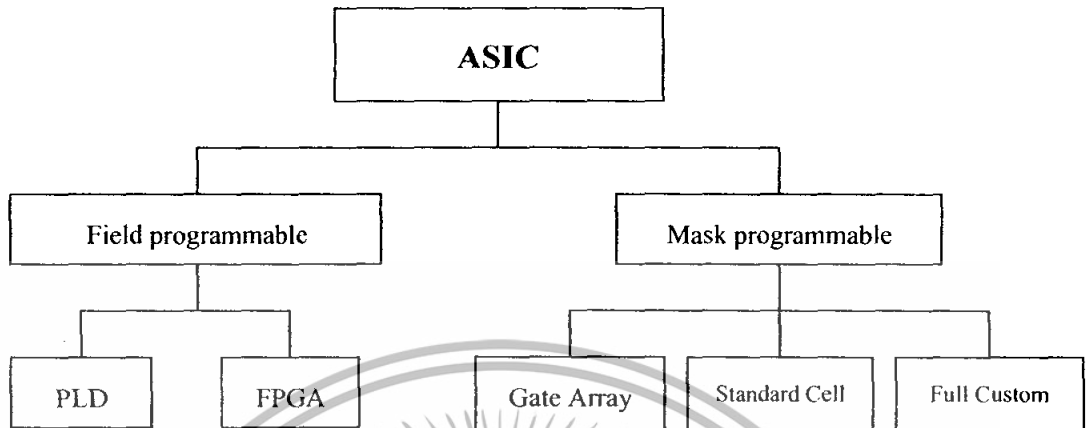 ASIC
Field programmable
Mask programmable
PLD
FPGA
Gate Array
Standard Cell
Full Custom